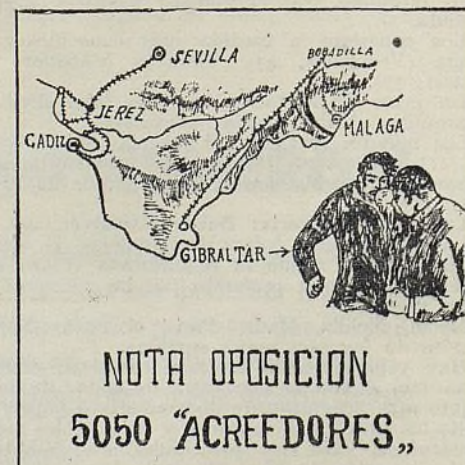 SEVILLA
BOBADILLA
JEREZ
CADIZ
MALAGA
GIBRALTAR
NOTA OPOSICION
5050 "ACREEDORES„